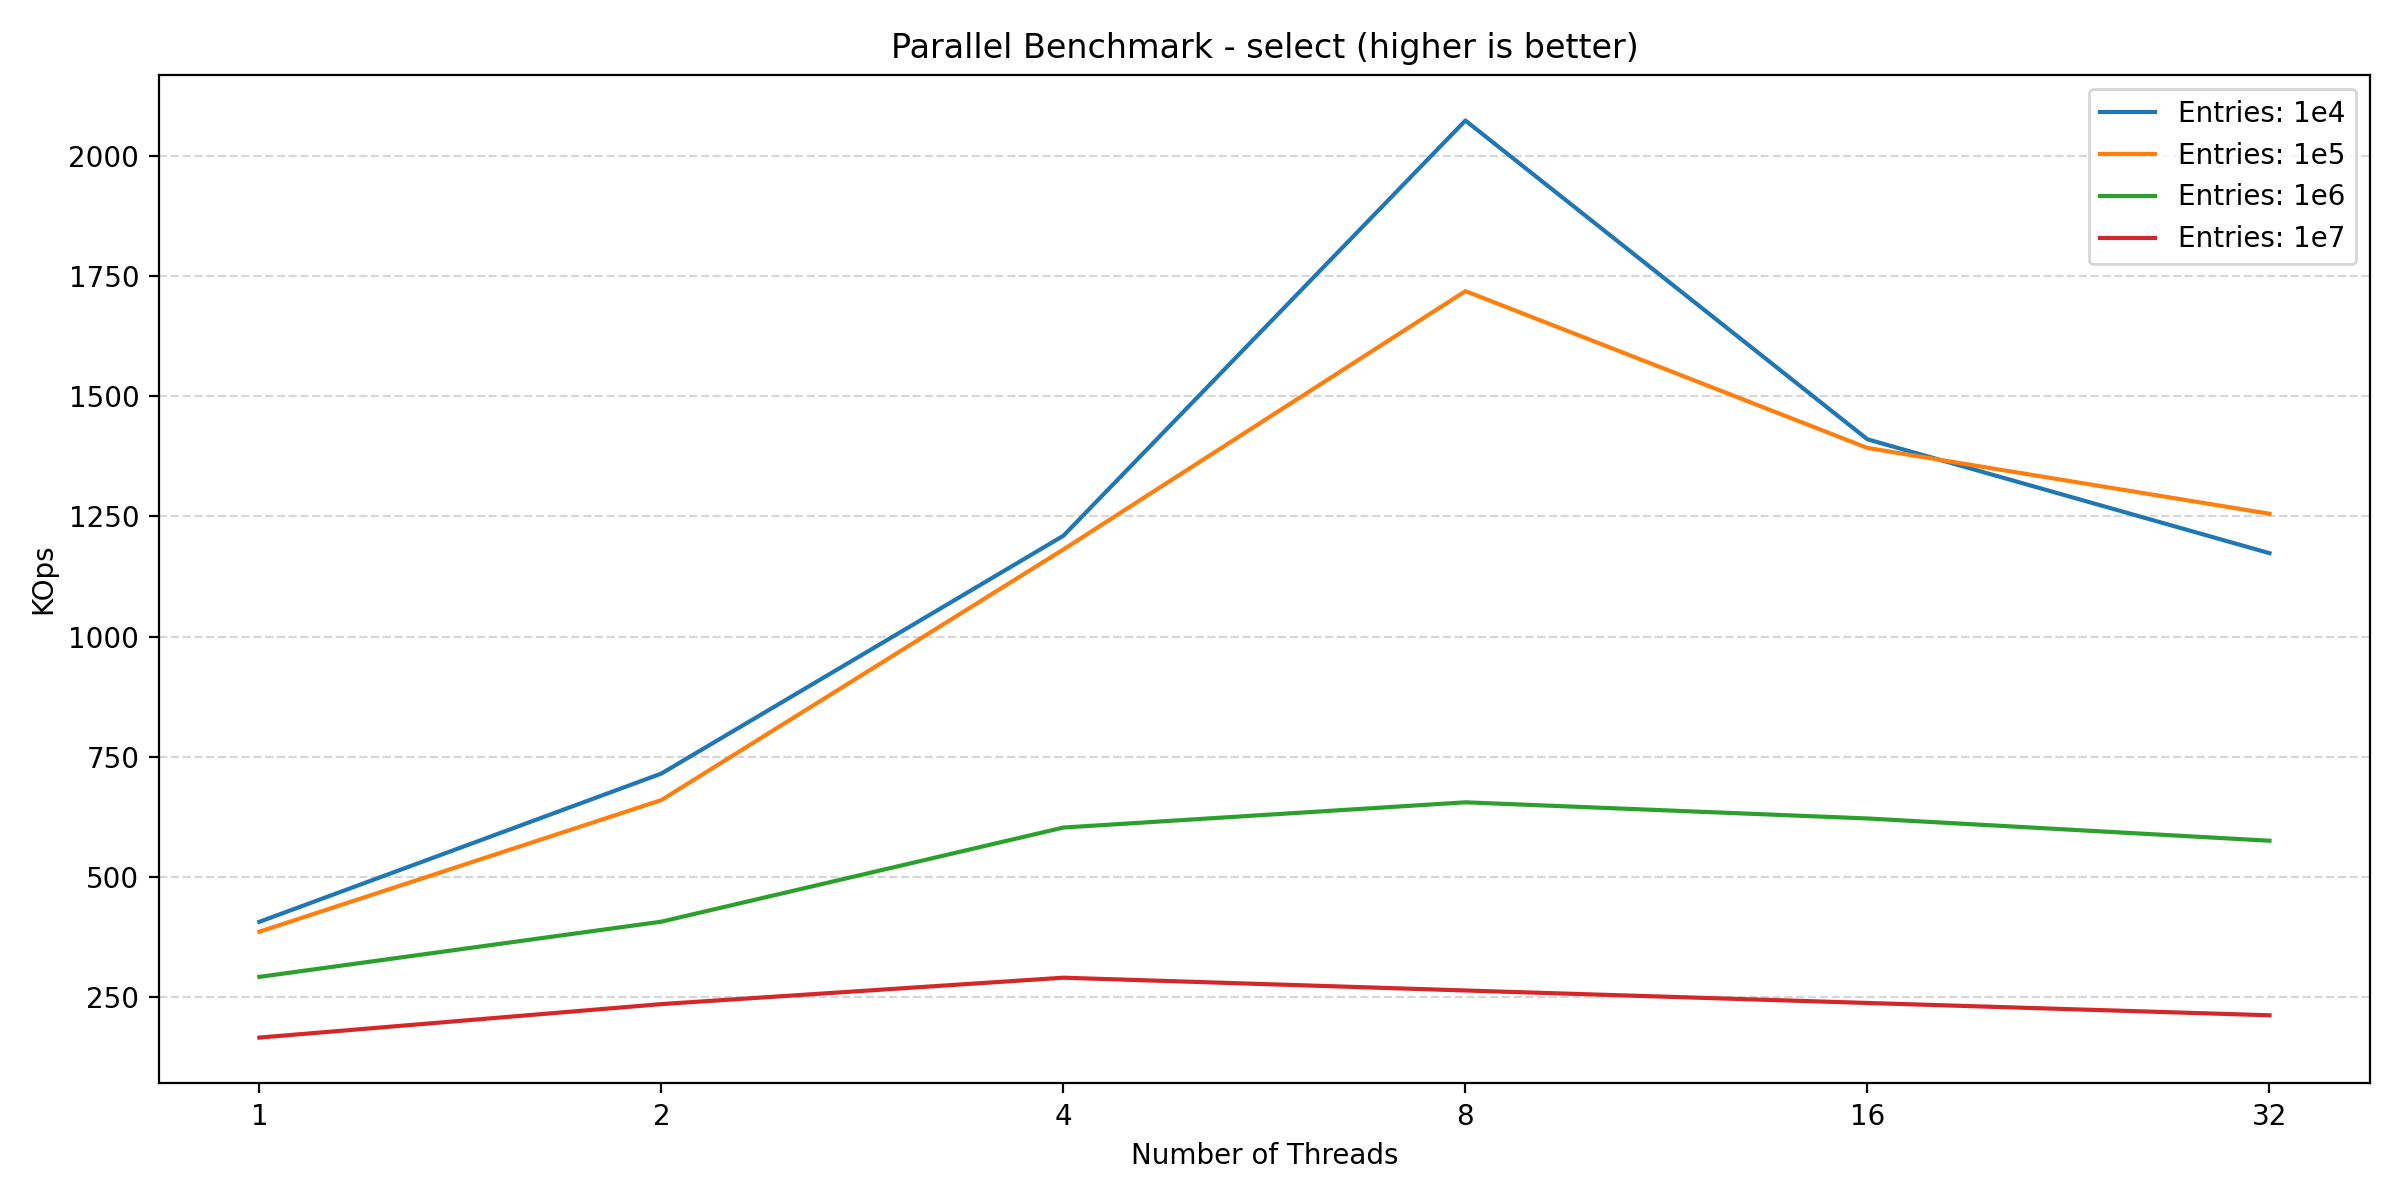 Parallel Benchmark - select (higher is better)
Entries: 1e4
Entries: 1e5
Entries: 1e6
Entries: 1e7
2000
1750
1500
1250
1000
750
500
250
KOps
1 2 4 8 16 32
Number of Threads